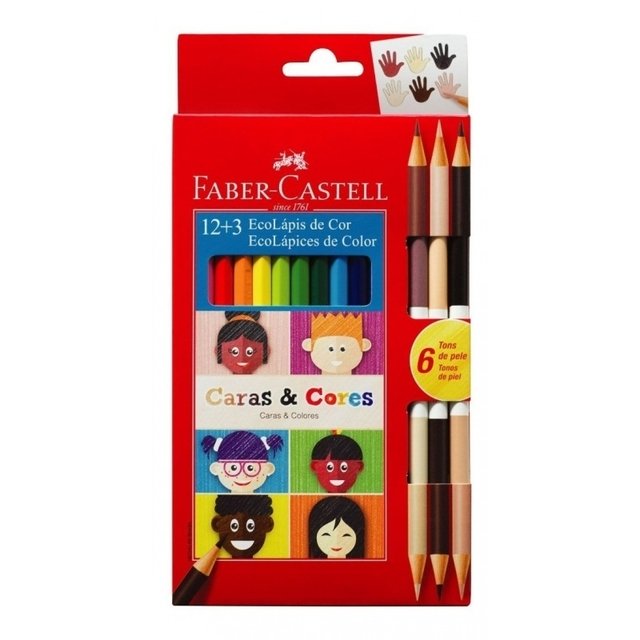 FABER-CASTELL
since 1761
12+3 EcoLápis de Cor
EcoLápices de Color
6 Tons de pele
Tonos de piel
Caras & Cores
Caras & Colores